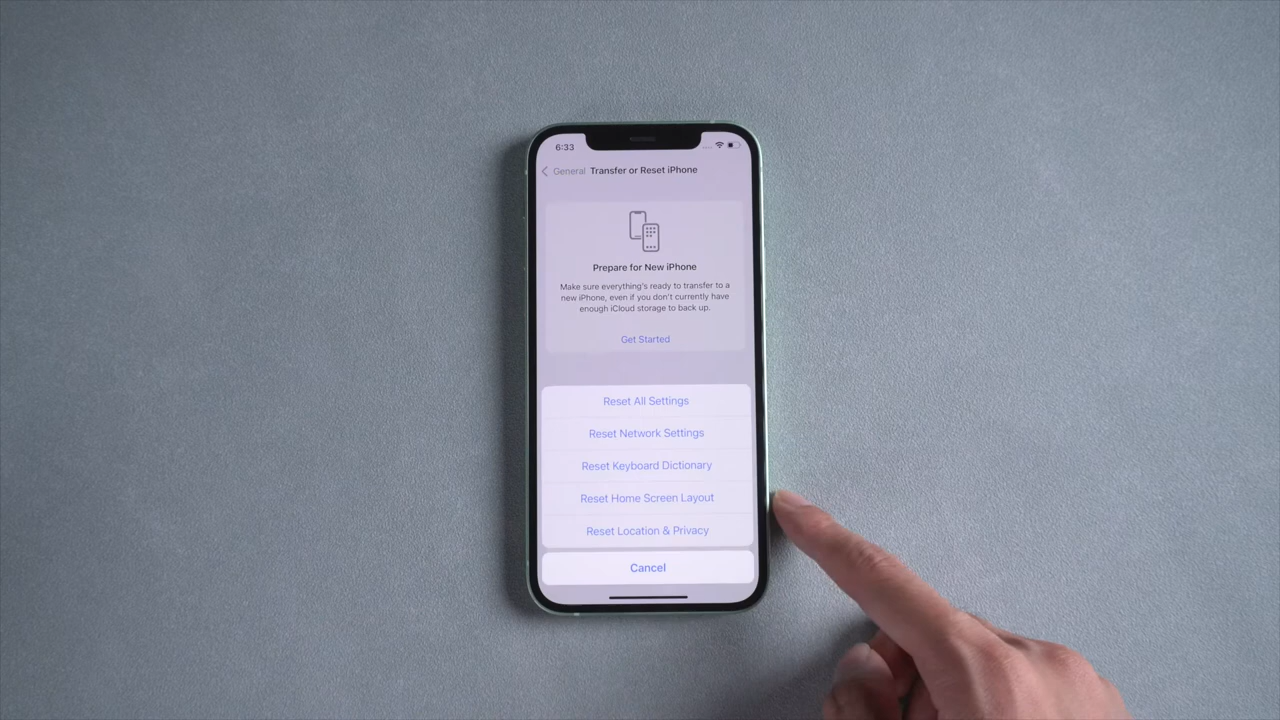 6:33
General Transfer or Reset iPhone
Prepare for New iPhone
Make sure everything's ready to transfer to a
new iPhone, even if you don't currently have
enough iCloud storage to back up.
Get Started
Reset All Settings
Reset Network Settings
Reset Keyboard Dictionary
Reset Home Screen Layout
Reset Location & Privacy
Cancel